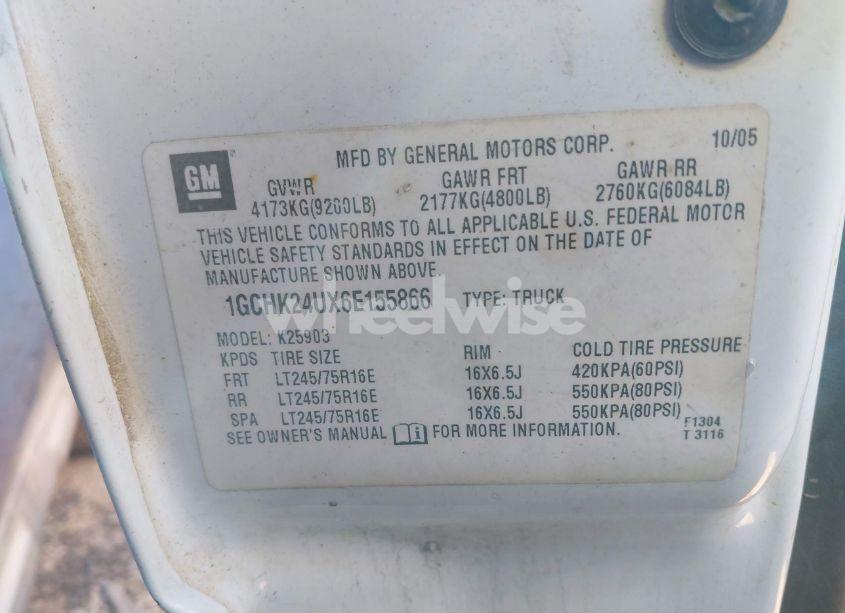 MFD BY GENERAL MOTORS CORP. 10/05
GM
GVWR GAWR FRT GAWR RR
4173KG(9200LB) 2177KG(4800LB) 2760KG(6084LB)
THIS VEHICLE CONFORMS TO ALL APPLICABLE U.S. FEDERAL MOTOR
VEHICLE SAFETY STANDARDS IN EFFECT ON THE DATE OF
MANUFACTURE SHOWN ABOVE.
1GCHK24UX6E155866 TYPE: TRUCK
wheelwise
MODEL: K25903
KPDS TIRE SIZE RIM COLD TIRE PRESSURE
FRT LT245/75R16E 16X6.5J 420KPA(60PSI)
RR LT245/75R16E 16X6.5J 550KPA(80PSI)
SPA LT245/75R16E 16X6.5J 550KPA(80PSI)
SEE OWNER'S MANUAL i FOR MORE INFORMATION.
F1304
T 3116